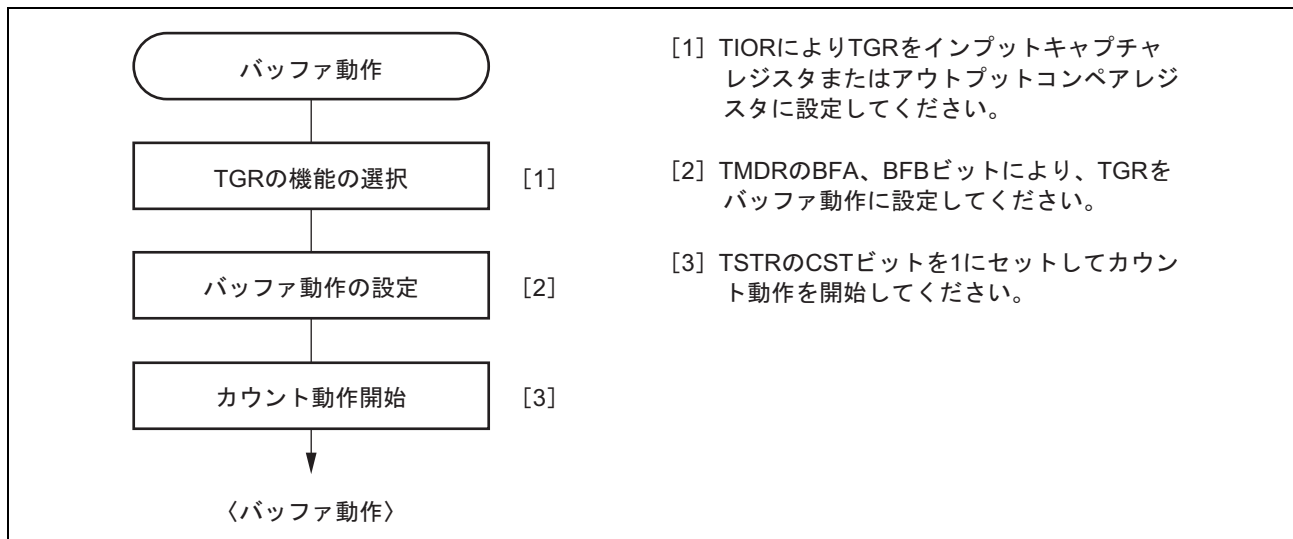 バッファ動作
TGRの機能の選択 [1]
バッファ動作の設定 [2]
カウント動作開始 [3]
〈バッファ動作〉
[1] TIORによりTGRをインプットキャプチャ
レジスタまたはアウトプットコンペアレジ
スタに設定してください。
[2] TMDRのBFA、BFBビットにより、TGRを
バッファ動作に設定してください。
[3] TSTRのCSTビットを1にセットしてカウン
ト動作を開始してください。